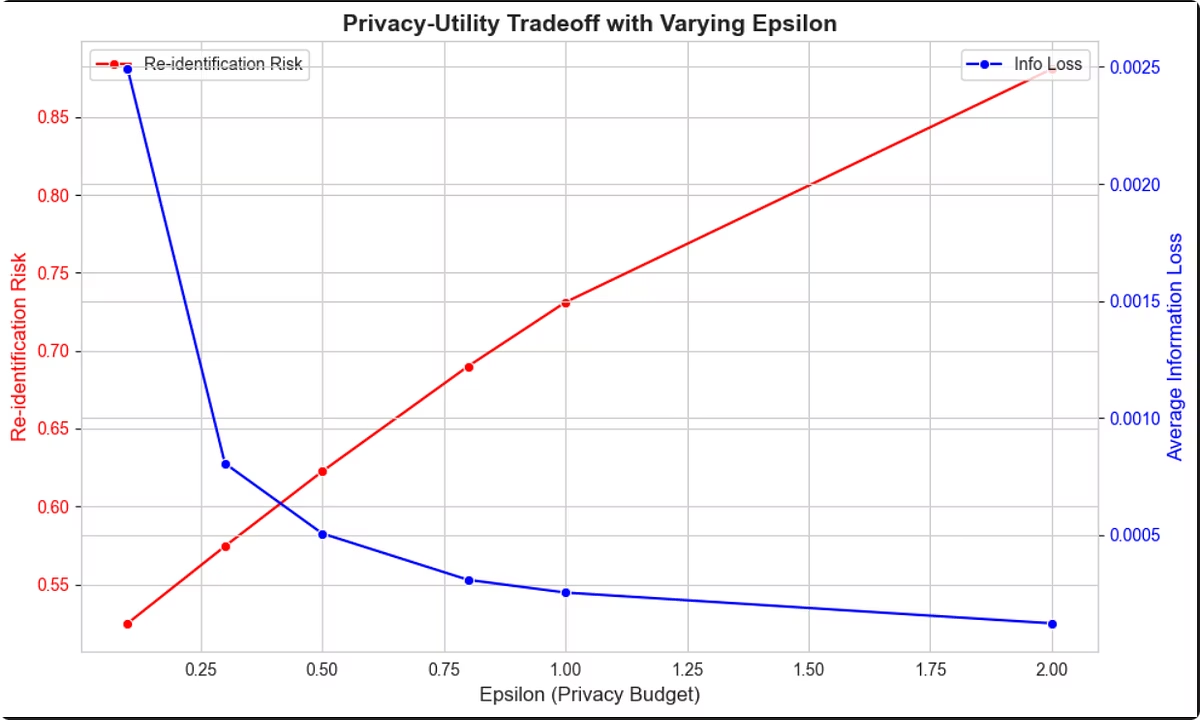 Privacy-Utility Tradeoff with Varying Epsilon
Re-identification Risk
Info Loss
0.85
0.80
0.75
0.70
0.65
0.60
0.55
Re-identification Risk
0.0025
0.0020
0.0015
0.0010
0.0005
Average Information Loss
0.25 0.50 0.75 1.00 1.25 1.50 1.75 2.00
Epsilon (Privacy Budget)